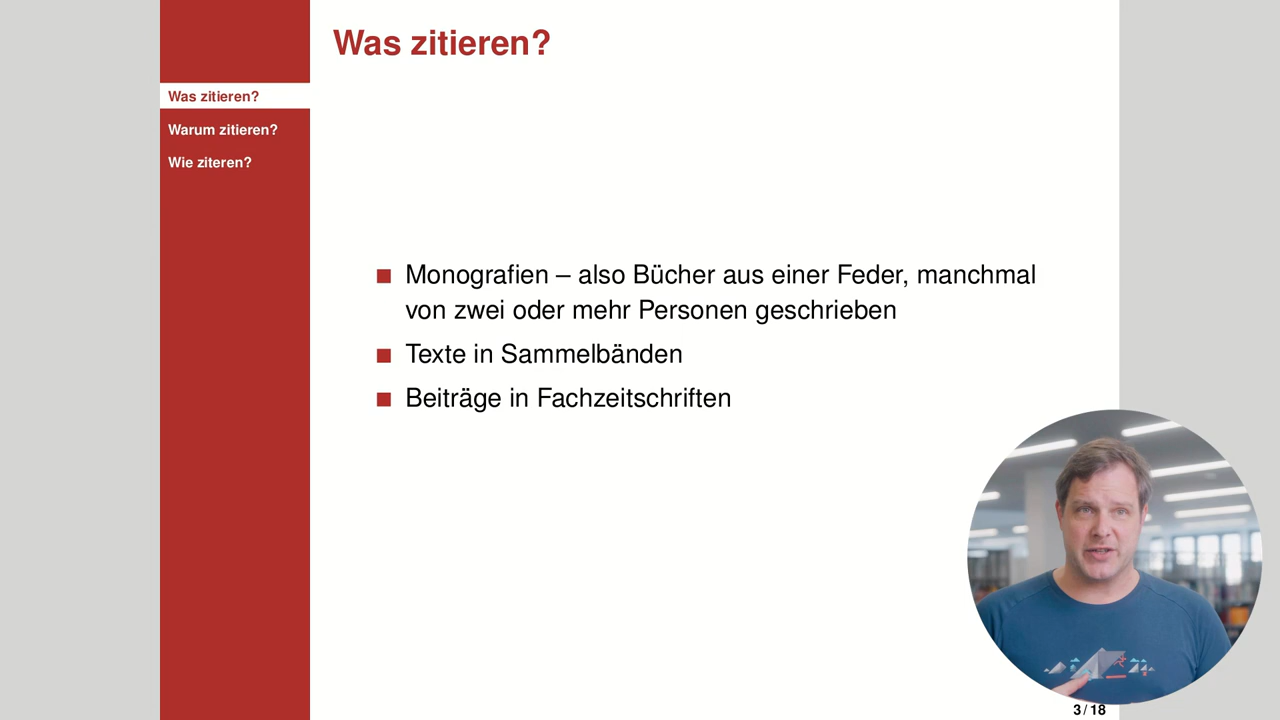 Was zitieren?
Was zitieren?
Warum zitieren?
Wie ziteren?
Monografien – also Bücher aus einer Feder, manchmal
von zwei oder mehr Personen geschrieben
Texte in Sammelbänden
Beiträge in Fachzeitschriften
3 / 18